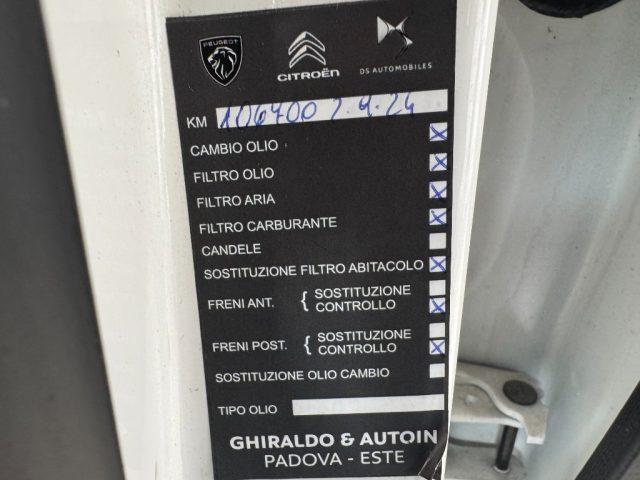 PEUGEOT CITROËN DS AUTOMOBILES
KM 106700 2.4.24
CAMBIO OLIO
FILTRO OLIO
FILTRO ARIA
FILTRO CARBURANTE
CANDELE
SOSTITUZIONE FILTRO ABITACOLO
FRENI ANT. { SOSTITUZIONE
CONTROLLO
FRENI POST. { SOSTITUZIONE
CONTROLLO
SOSTITUZIONE OLIO CAMBIO
TIPO OLIO
GHIRALDO & AUTOIN
PADOVA - ESTE